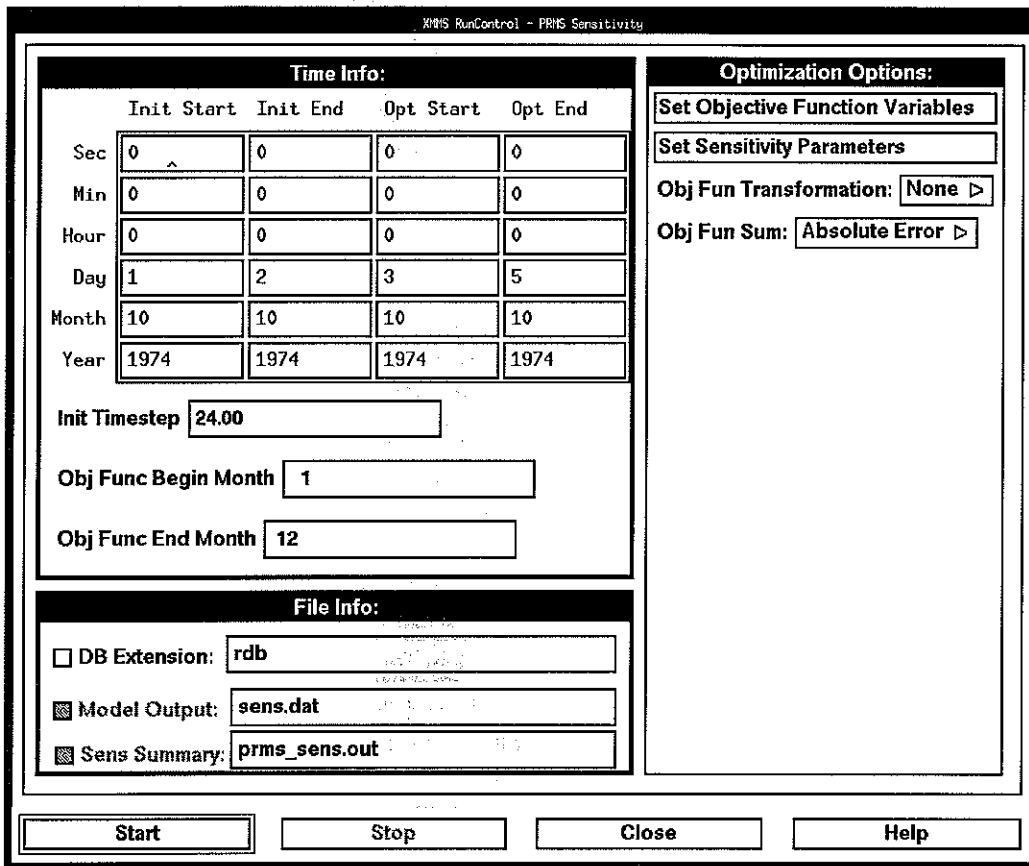 XMMS RunControl - PRMS Sensitivity
Time Info:
Init Start Init End Opt Start Opt End
Sec 0 0 0 0
Min 0 0 0 0
Hour 0 0 0 0
Day 1 2 3 5
Month 10 10 10 10
Year 1974 1974 1974 1974
Init Timestep 24.00
Obj Func Begin Month 1
Obj Func End Month 12
File Info:
DB Extension: rdb
Model Output: sens.dat
Sens Summary: prms_sens.out
Optimization Options:
Set Objective Function Variables
Set Sensitivity Parameters
Obj Fun Transformation: None
Obj Fun Sum: Absolute Error
Start Stop Close Help